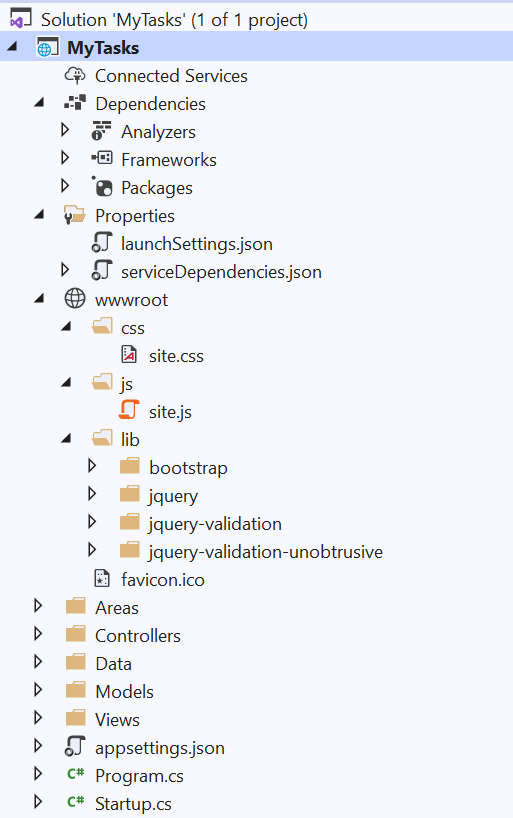 Solution 'MyTasks' (1 of 1 project)
MyTasks
Connected Services
Dependencies
Analyzers
Frameworks
Packages
Properties
launchSettings.json
serviceDependencies.json
wwwroot
css
site.css
js
site.js
lib
bootstrap
jquery
jquery-validation
jquery-validation-unobtrusive
favicon.ico
Areas
Controllers
Data
Models
Views
appsettings.json
C# Program.cs
C# Startup.cs